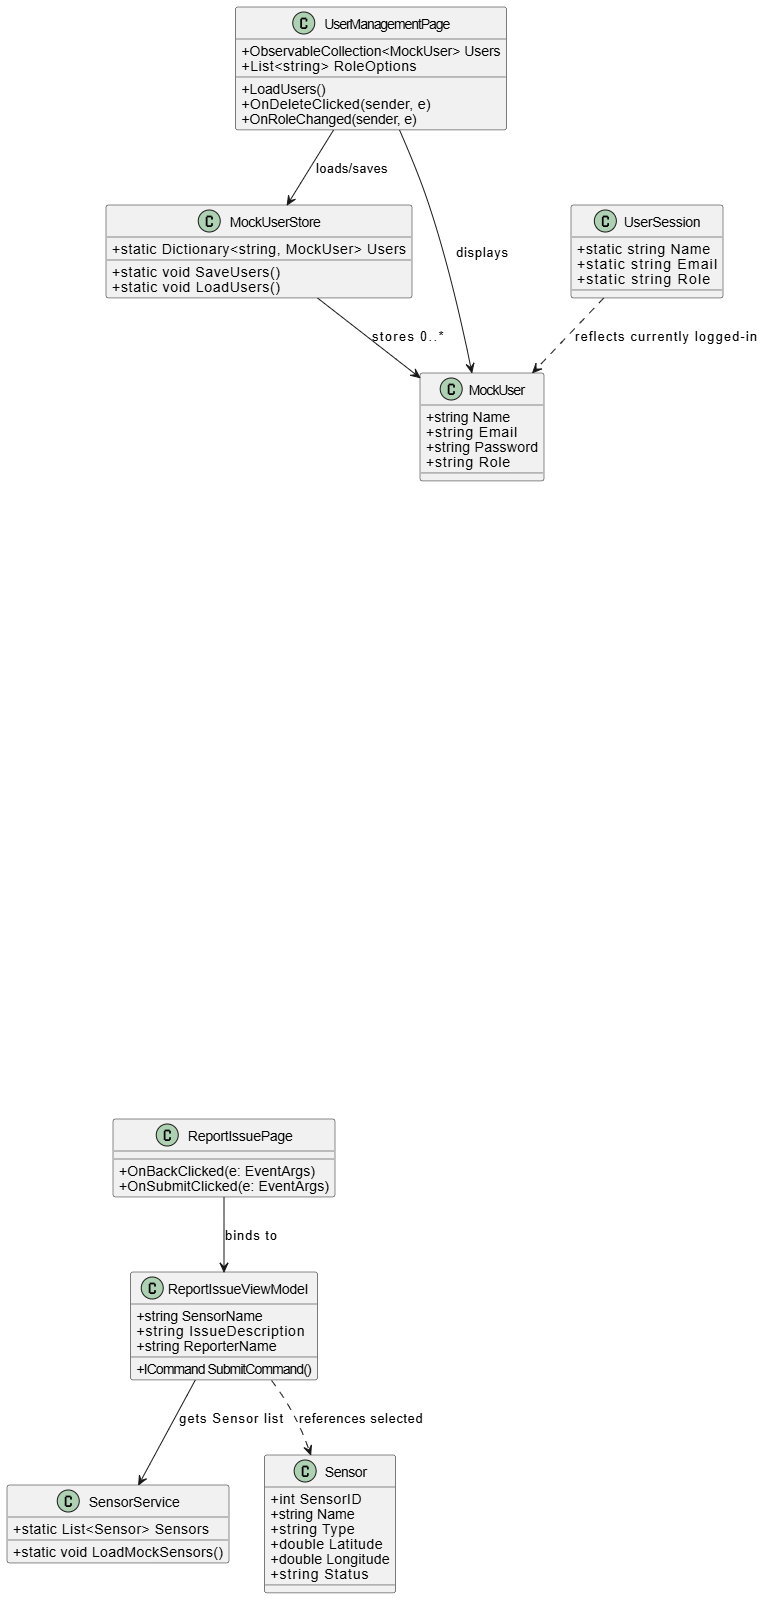 C UserManagementPage
+ObservableCollection<MockUser> Users
+List<string> RoleOptions
+LoadUsers()
+OnDeleteClicked(sender, e)
+OnRoleChanged(sender, e)
loads/saves
C MockUserStore
+static Dictionary<string, MockUser> Users
+static void SaveUsers()
+static void LoadUsers()
displays
C UserSession
+static string Name
+static string Email
+static string Role
stores 0..*
reflects currently logged-in
C MockUser
+string Name
+string Email
+string Password
+string Role
C ReportIssuePage
+OnBackClicked(e: EventArgs)
+OnSubmitClicked(e: EventArgs)
binds to
C ReportIssueViewModel
+string SensorName
+string IssueDescription
+string ReporterName
+ICommand SubmitCommand()
gets Sensor list
references selected
C SensorService
+static List<Sensor> Sensors
+static void LoadMockSensors()
C Sensor
+int SensorID
+string Name
+string Type
+double Latitude
+double Longitude
+string Status